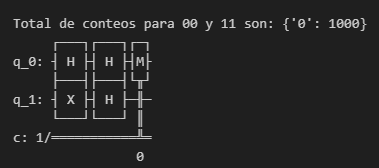 Total de conteos para 00 y 11 son: {'0': 1000}
     ┌───┐┌───┐┌─┐
q_0: ┤ H ├┤ H ├┤M├
     ├───┤├───┤└╥┘
q_1: ┤ X ├┤ H ├─╫─
     └───┘└───┘ ║
c: 1/═══════════╩═
                0